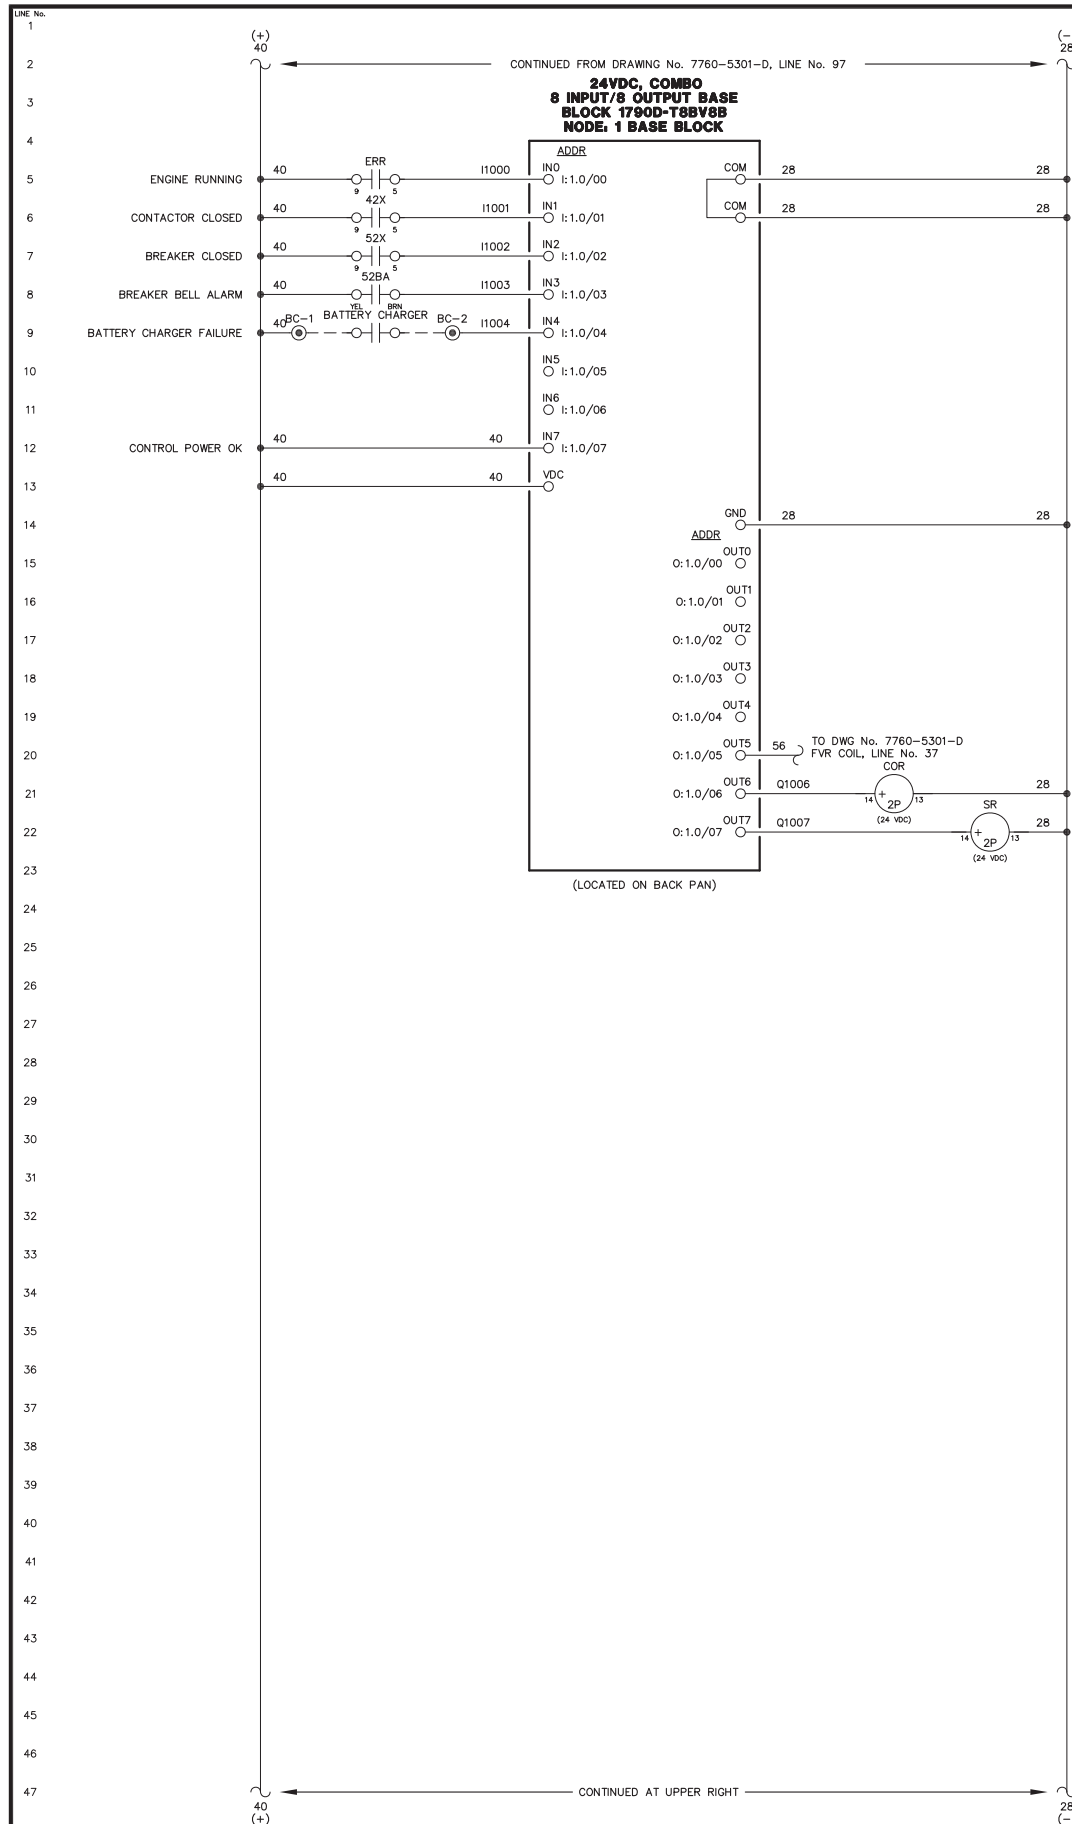 LINE No.
1
(+)
40
(-
28
2 CONTINUED FROM DRAWING No. 7760-5301-D, LINE No. 97
24VDC, COMBO
3 8 INPUT/8 OUTPUT BASE
BLOCK 1790D-T8BV8B
NODE: 1 BASE BLOCK
4
ADDR
ERR
5 ENGINE RUNNING 40 I1000 IN0 I:1.0/00 COM 28 28
9 5
42X
6 CONTACTOR CLOSED 40 I1001 IN1 I:1.0/01 COM 28 28
9 5
52X
7 BREAKER CLOSED 40 I1002 IN2 I:1.0/02
9 5
52BA
8 BREAKER BELL ALARM 40 I1003 IN3 I:1.0/03
YEL BRN
BATTERY CHARGER
9 BATTERY CHARGER FAILURE 40 BC-1 BC-2 I1004 IN4 I:1.0/04
10 IN5 I:1.0/05
11 IN6 I:1.0/06
12 CONTROL POWER OK 40 40 IN7 I:1.0/07
13 40 40 VDC
14 GND 28 28
ADDR
15 O:1.0/00 OUT0
16 O:1.0/01 OUT1
17 O:1.0/02 OUT2
18 O:1.0/03 OUT3
19 O:1.0/04 OUT4
20 O:1.0/05 OUT5 56 TO DWG No. 7760-5301-D
FVR COIL, LINE No. 37
COR
21 O:1.0/06 OUT6 Q1006 14 + 2P 13 28
(24 VDC)
SR
22 O:1.0/07 OUT7 Q1007 14 + 2P 13 28
(24 VDC)
23
(LOCATED ON BACK PAN)
24
25
26
27
28
29
30
31
32
33
34
35
36
37
38
39
40
41
42
43
44
45
46
47 CONTINUED AT UPPER RIGHT
40
(+)
28
(-